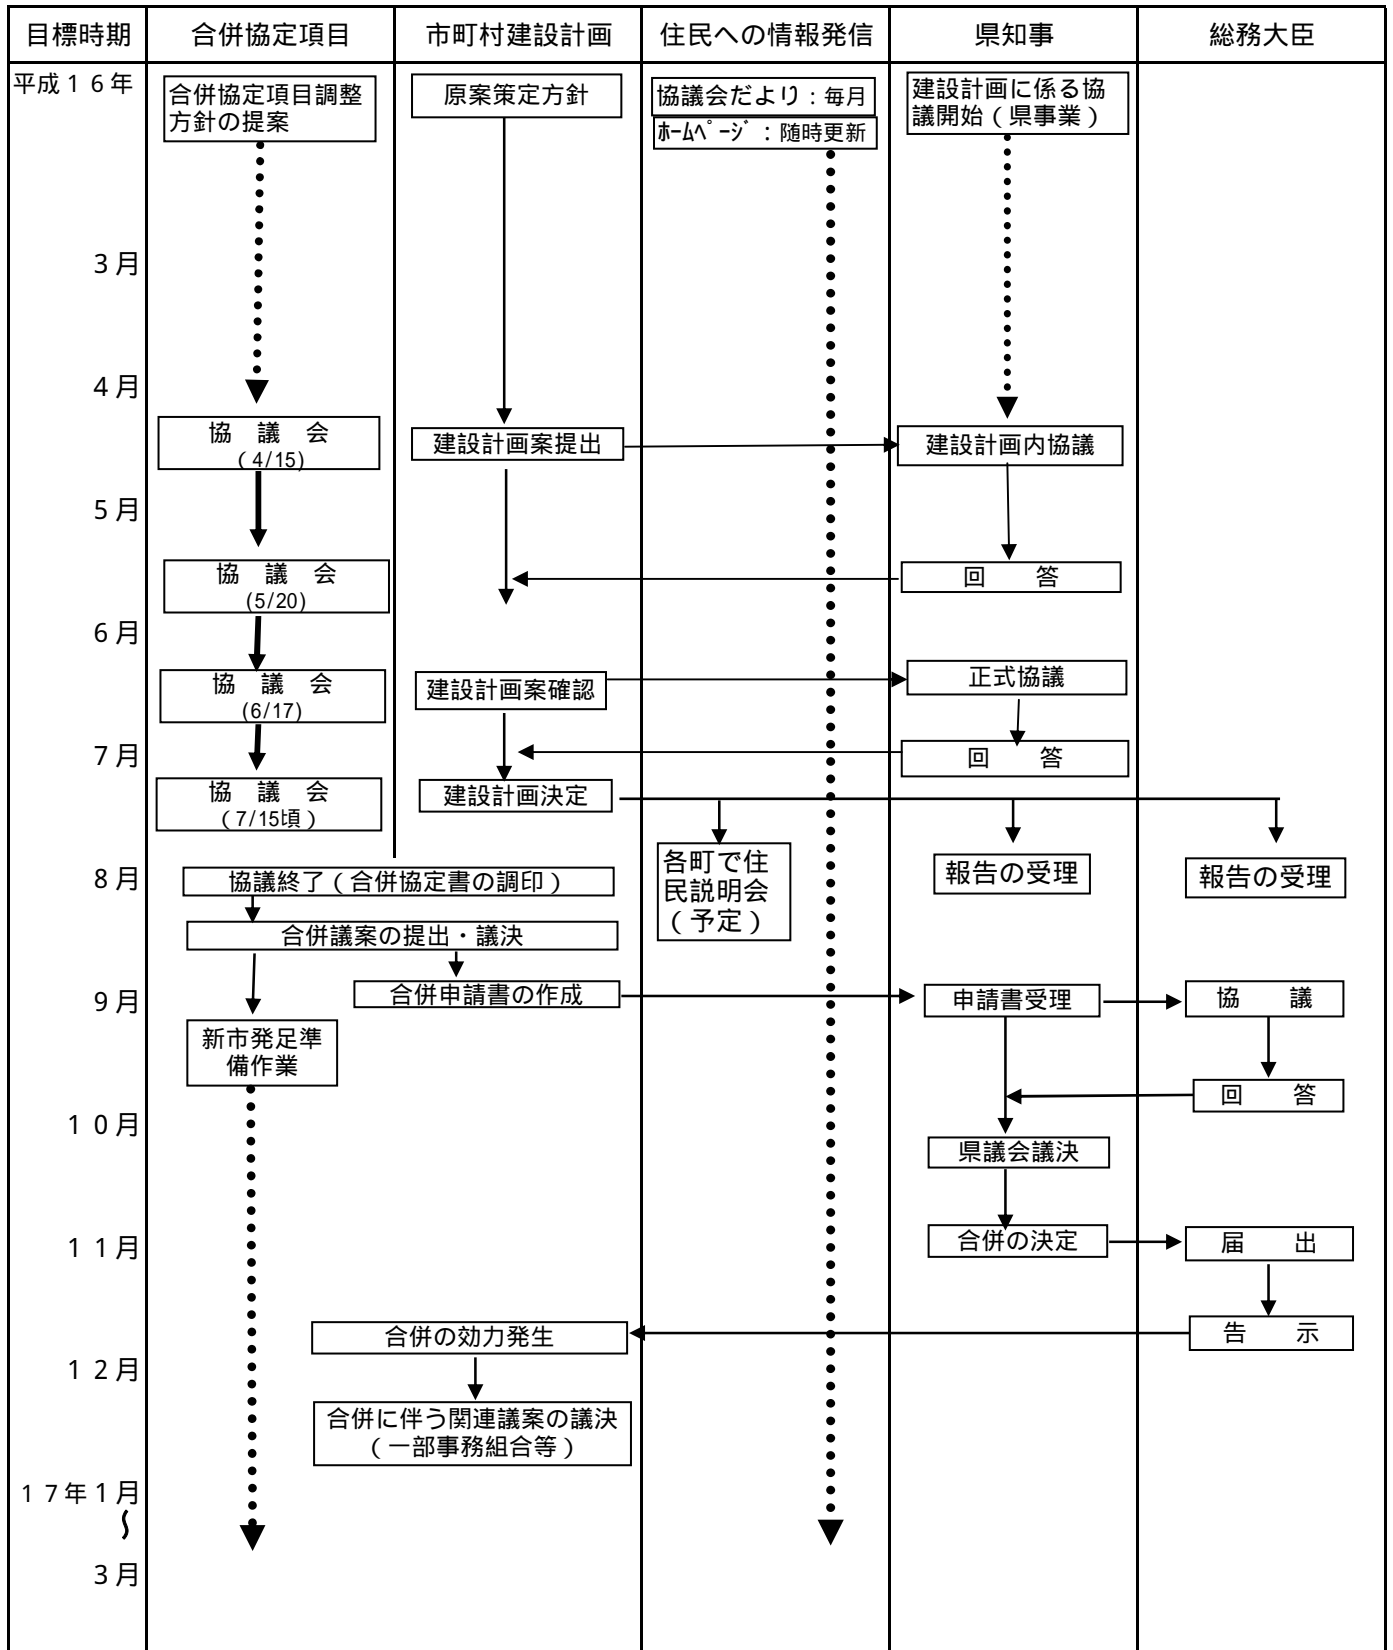 目標時期
合併協定項目
市町村建設計画
住民への情報発信
県知事
総務大臣
平成１６年
合併協定項目調整
方針の提案
原案策定方針
協議会だより：毎月
ﾎｰﾑﾍﾟｰｼﾞ：随時更新
建設計画に係る協
議開始（県事業）
３月
４月
協　議　会
（4/15)
建設計画案提出
建設計画内協議
５月
協　議　会
(5/20)
回　　答
６月
協　議　会
(6/17)
建設計画案確認
正式協議
７月
回　　答
協　議　会
（7/15頃）
建設計画決定
８月
協議終了（合併協定書の調印）
各町で住
民説明会
（予定）
報告の受理
報告の受理
合併議案の提出・議決
９月
合併申請書の作成
申請書受理
協　　議
新市発足準
備作業
回　　答
１０月
県議会議決
１１月
合併の決定
届　　出
合併の効力発生
告　　示
１２月
合併に伴う関連議案の議決
（一部事務組合等）
１７年１月
～
３月